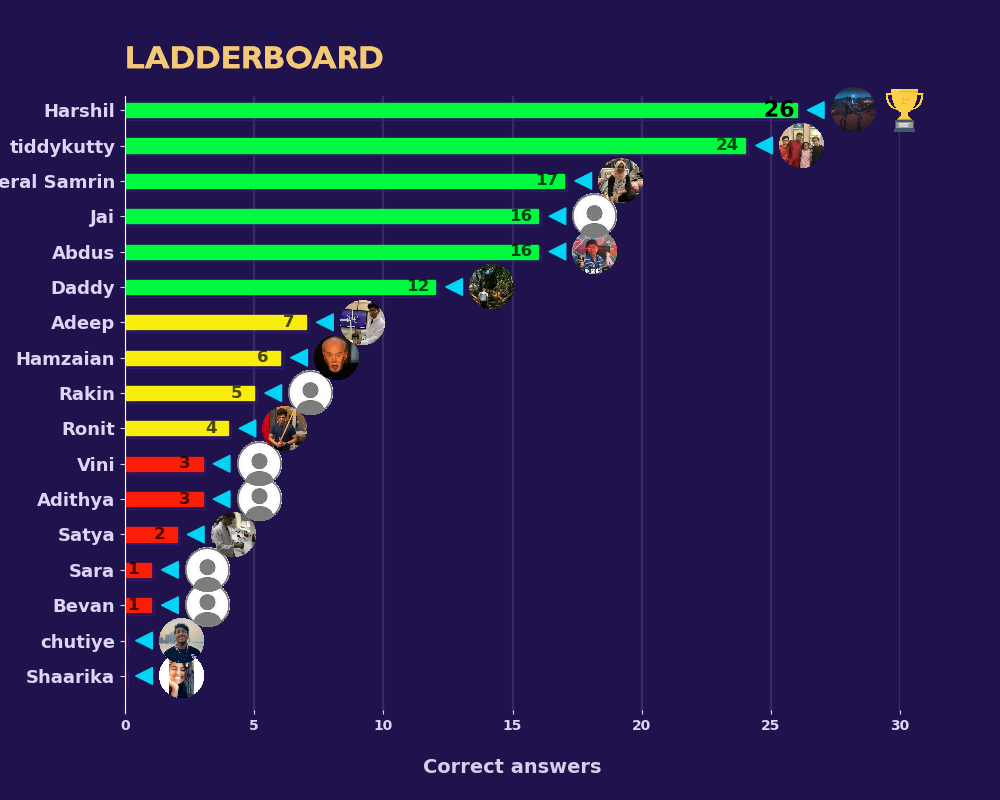 LADDERBOARD
Harshil 26
tiddykutty 24
eral Samrin 17
Jai 16
Abdus 16
Daddy 12
Adeep 7
Hamzaian 6
Rakin 5
Ronit 4
Vini 3
Adithya 3
Satya 2
Sara 1
Bevan 1
chutiye
Shaarika
0 5 10 15 20 25 30
Correct answers